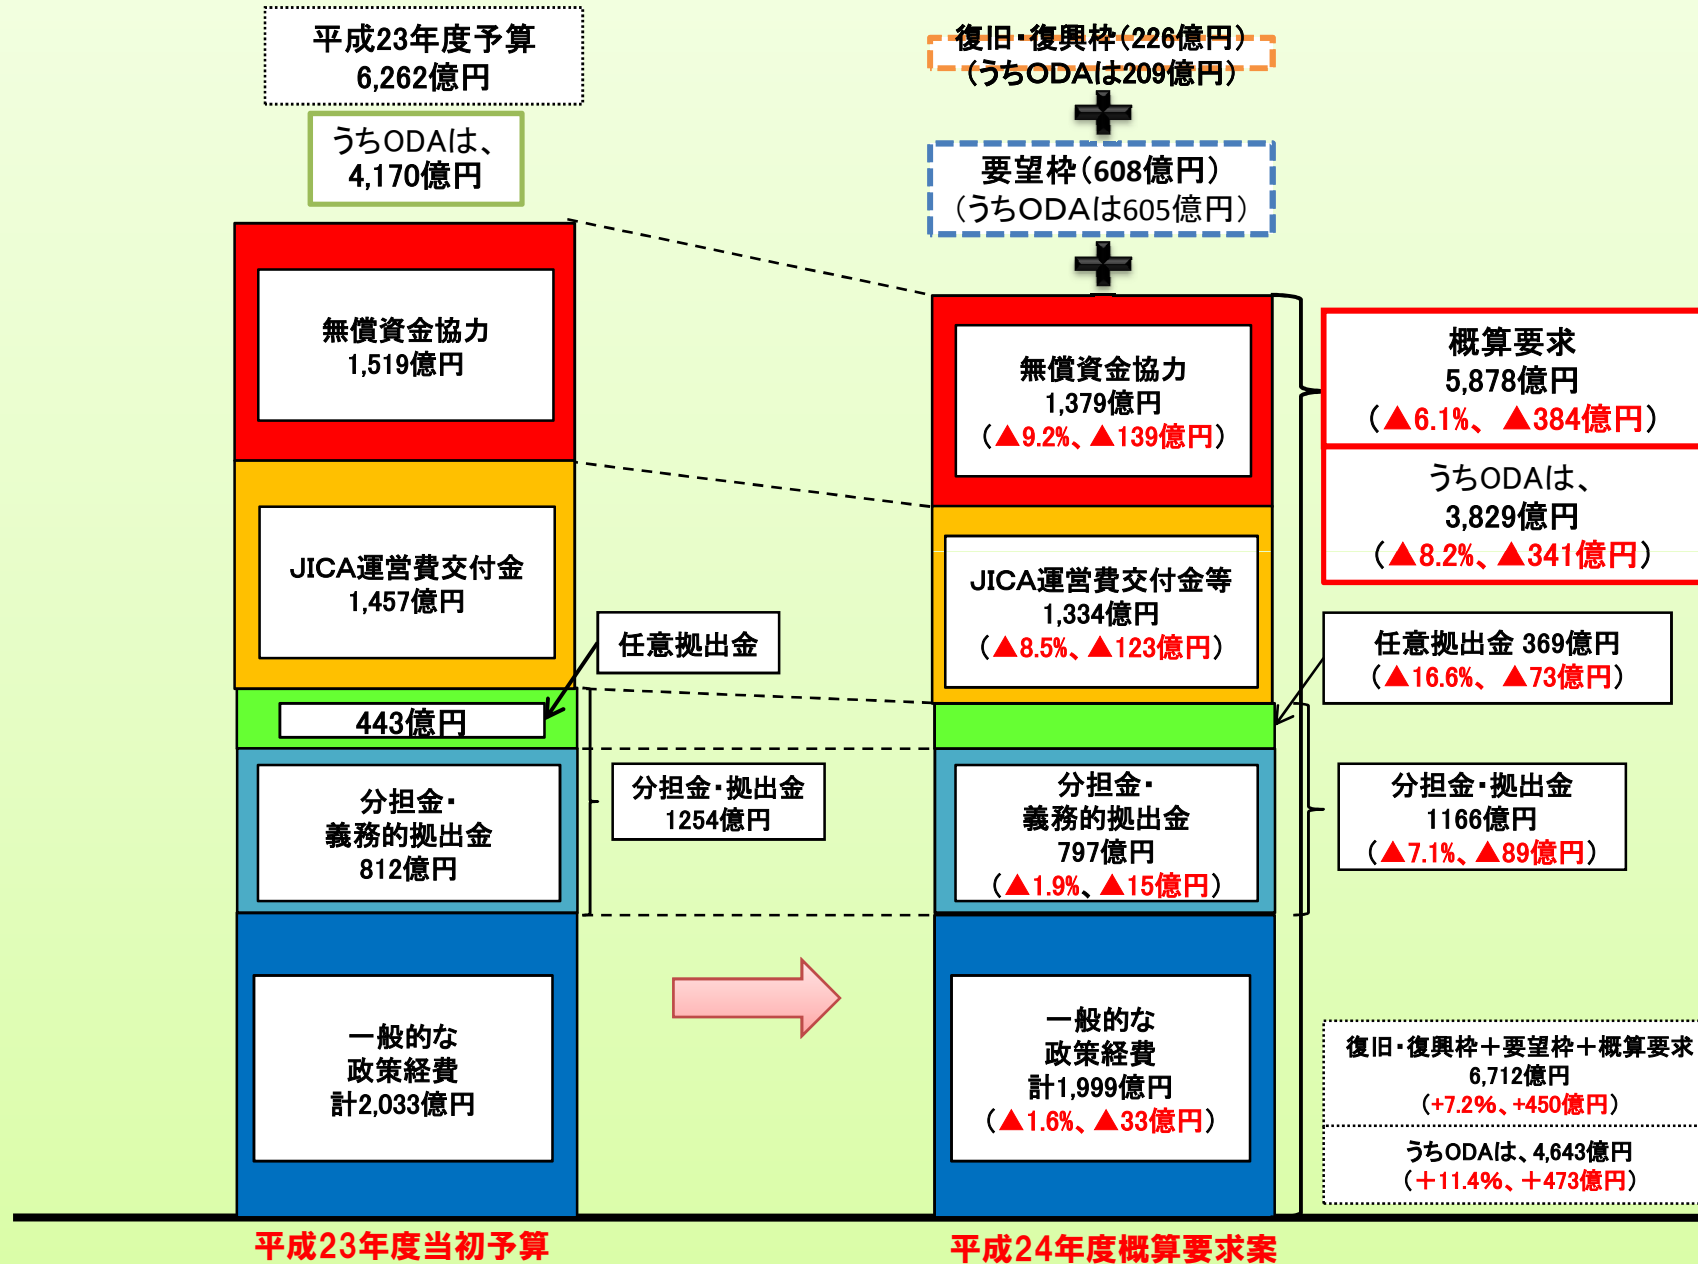 平成23年度予算
6,262億円
うちODAは、
4,170億円
無償資金協力
1,519億円
JICA運営費交付金
1,457億円
443億円
任意拠出金
分担金・
義務的拠出金
812億円
分担金・拠出金
1254億円
一般的な
政策経費
計2,033億円
平成23年度当初予算
復旧・復興枠(226億円)
(うちODAは209億円)
要望枠(608億円)
(うちODAは605億円)
無償資金協力
1,379億円
(▲9.2%、▲139億円)
JICA運営費交付金等
1,334億円
(▲8.5%、▲123億円)
分担金・
義務的拠出金
797億円
(▲1.9%、▲15億円)
一般的な
政策経費
計1,999億円
(▲1.6%、▲33億円)
平成24年度概算要求案
概算要求
5,878億円
(▲6.1%、▲384億円)
うちODAは、
3,829億円
(▲8.2%、▲341億円)
任意拠出金 369億円
(▲16.6%、▲73億円)
分担金・拠出金
1166億円
(▲7.1%、▲89億円)
復旧・復興枠＋要望枠＋概算要求
6,712億円
(+7.2%、+450億円)
うちODAは、4,643億円
(＋11.4%、＋473億円)